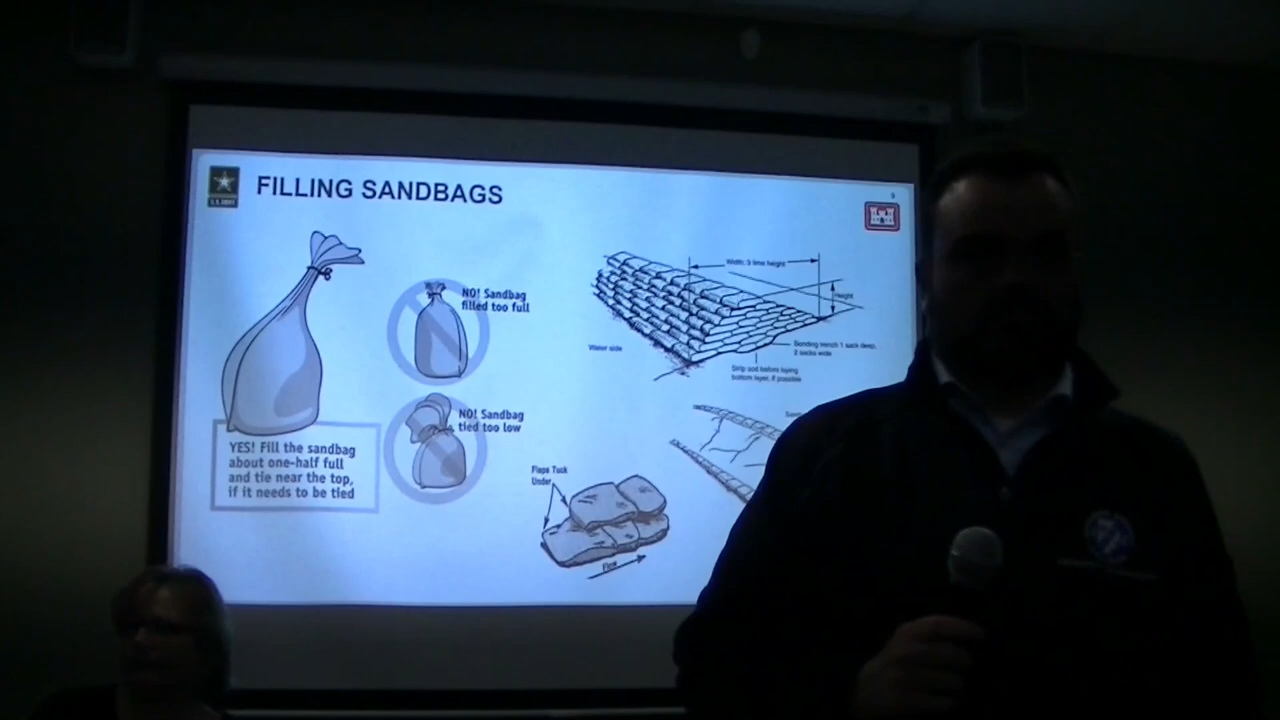 U.S. ARMY
FILLING SANDBAGS
9
NO! Sandbag
filled too full
NO! Sandbag
tied too low
YES! Fill the sandbag
about one-half full
and tie near the top,
if it needs to be tied
Width: 3 time height
Height
Water side
Bonding trench 1 sack deep,
2 sacks wide
Strip sod before laying
bottom layer, if possible
Flaps Tuck
Under
Flow